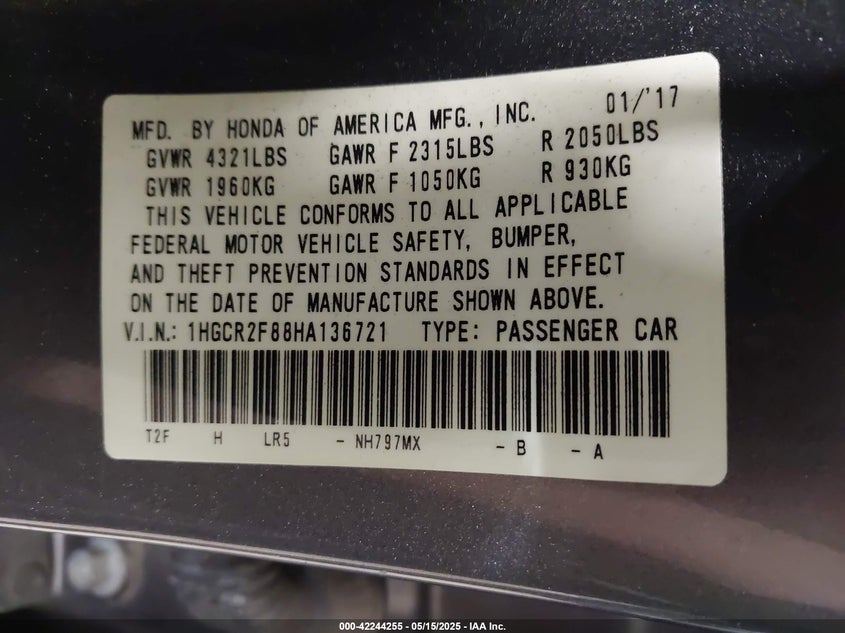 MFD. BY HONDA OF AMERICA MFG., INC. 01/'17
GVWR 4321LBS GAWR F 2315LBS R 2050LBS
GVWR 1960KG GAWR F 1050KG R 930KG
THIS VEHICLE CONFORMS TO ALL APPLICABLE
FEDERAL MOTOR VEHICLE SAFETY, BUMPER,
AND THEFT PREVENTION STANDARDS IN EFFECT
ON THE DATE OF MANUFACTURE SHOWN ABOVE.
V.I.N.: 1HGCR2F88HA136721 TYPE: PASSENGER CAR
T2F H LR5 - NH797MX - B - A
000-42244255 - 05/15/2025 - IAA Inc.